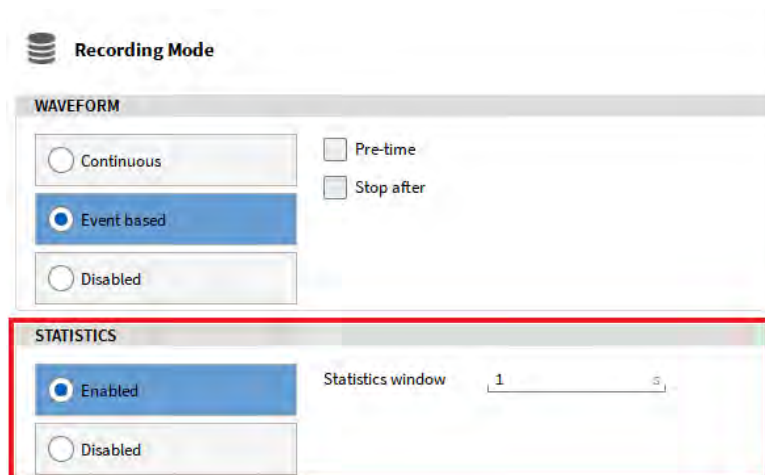 Recording Mode
WAVEFORM
Continuous
Pre-time
Stop after
Event based
Disabled
STATISTICS
Enabled
Statistics window 1 s
Disabled